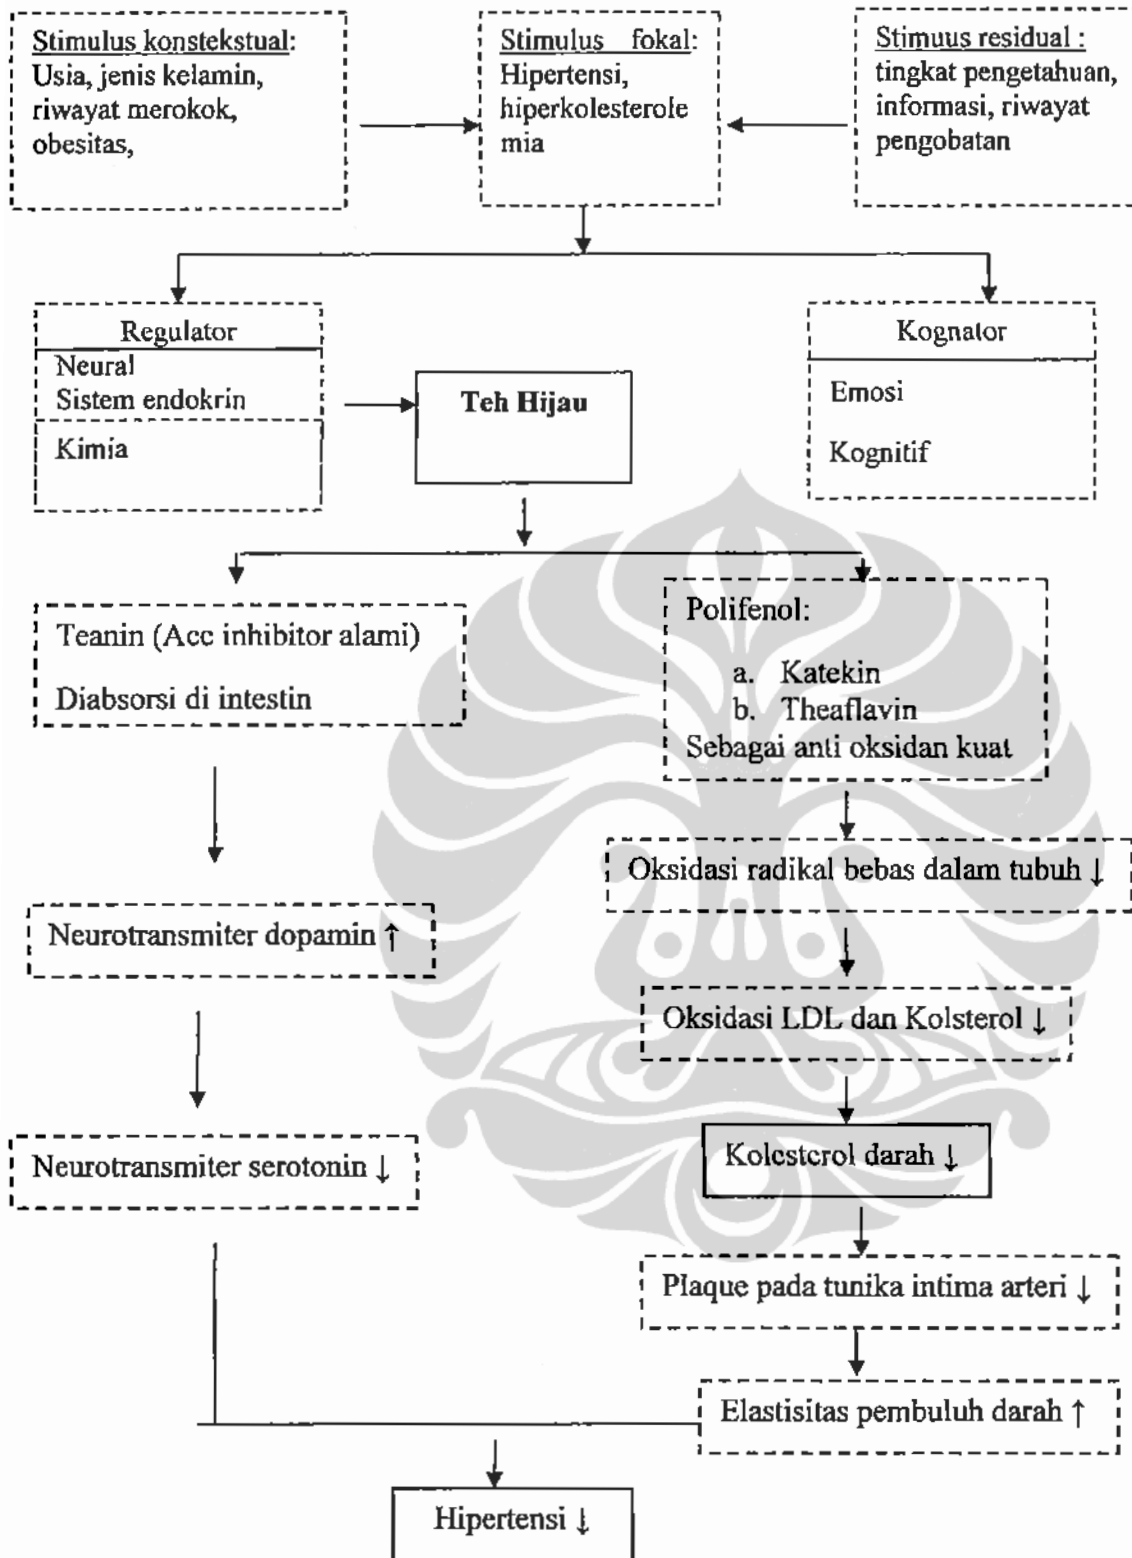 Stimulus konstekstual:
Usia, jenis kelamin,
riwayat merokok,
obesitas,
Stimulus fokal:
Hipertensi,
hiperkolesterole
mia
Stimuus residual :
tingkat pengetahuan,
informasi, riwayat
pengobatan
Regulator
Neural
Sistem endokrin
Kimia
Teh Hijau
Kognator
Emosi
Kognitif
Teanin (Acc inhibitor alami)
Diabsorsi di intestin
Polifenol:
a. Katekin
b. Theaflavin
Sebagai anti oksidan kuat
Oksidasi radikal bebas dalam tubuh ↓
Neurotransmiter dopamin ↑
Oksidasi LDL dan Kolsterol ↓
Neurotransmiter serotonin ↓
Kolesterol darah ↓
Plaque pada tunika intima arteri ↓
Elastisitas pembuluh darah ↑
Hipertensi ↓